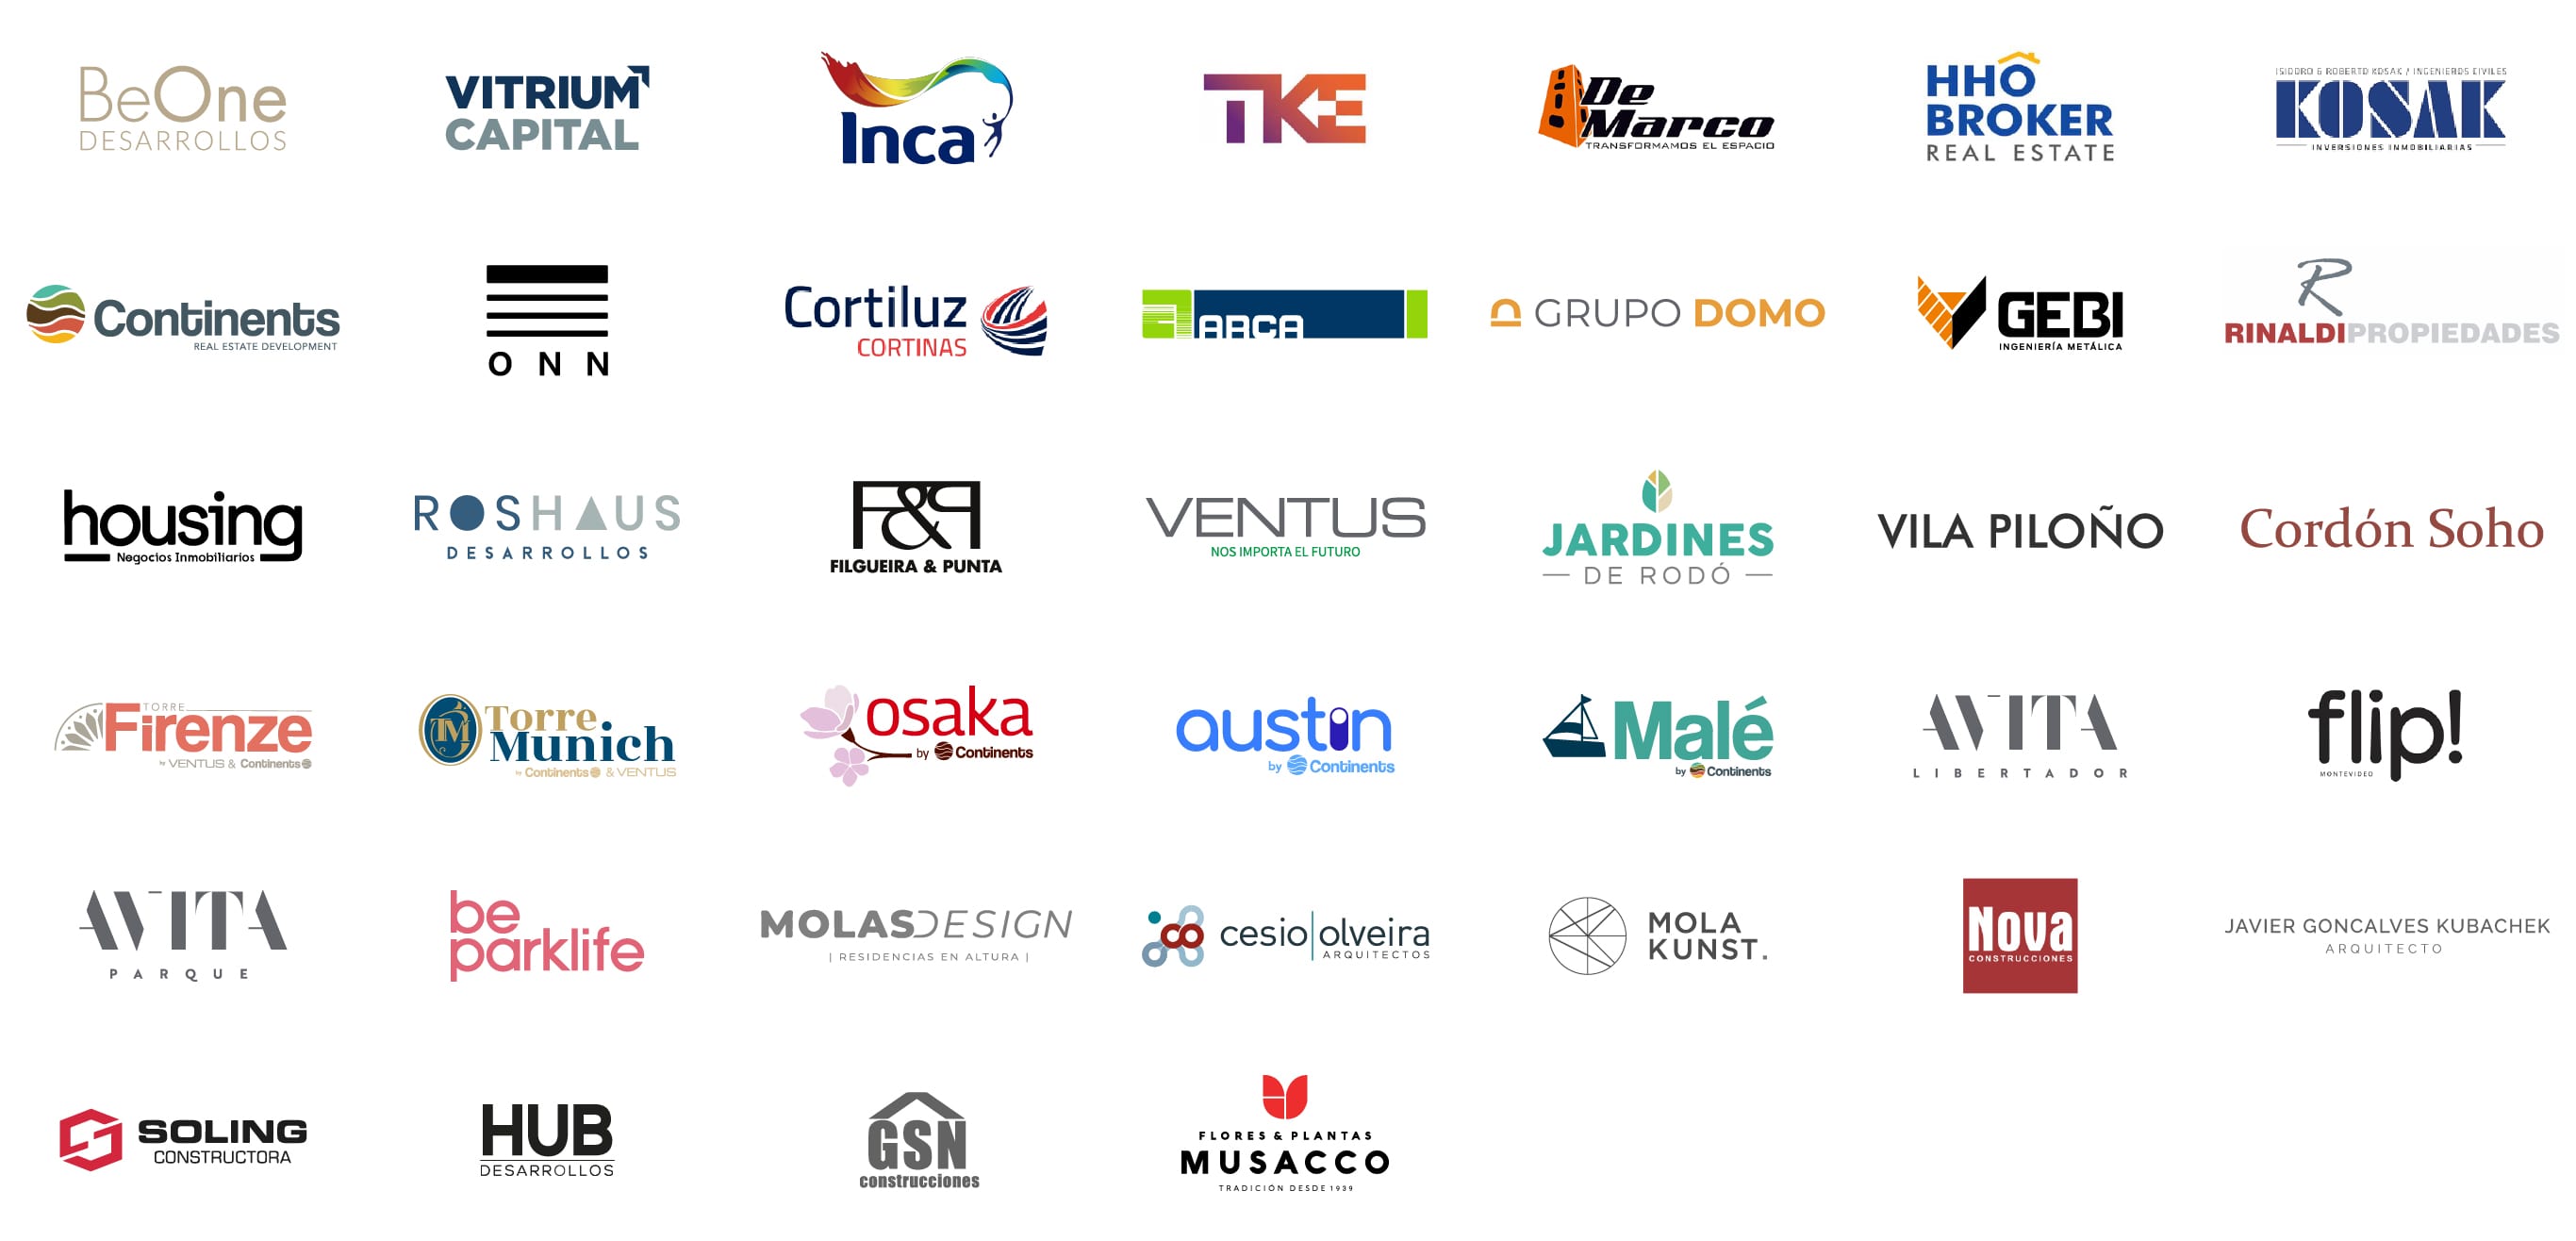 BeOne
DESARROLLOS
VITRIUM
CAPITAL
Inca
TKE
De
Marco
TRANSFORMAMOS EL ESPACIO
HHO
BROKER
REAL ESTATE
ISIDORO & ROBERTO KOSAK / INGENIEROS CIVILES
KOSAK
INVERSIONES INMOBILIARIAS
Continents
REAL ESTATE DEVELOPMENT
ONN
Cortiluz
CORTINAS
ARCA
GRUPO DOMO
GEBI
INGENIERÍA METÁLICA
R
RINALDIPROPIEDADES
housing
Negocios Inmobiliarios
ROSHAUS
DESARROLLOS
F&P
FILGUEIRA & PUNTA
VENTUS
NOS IMPORTA EL FUTURO
JARDINES
DE RODÓ
VILA PILOÑO
Cordón Soho
TORRE
Firenze
by VENTUS & Continents
TM
Torre
Munich
by Continents & VENTUS
osaka
by Continents
austin
by Continents
Malé
by Continents
AVITA
LIBERTADOR
flip!
MONTEVIDEO
AVITA
PARQUE
be
parklife
MOLASDESIGN
| RESIDENCIAS EN ALTURA |
cesio|olveira
ARQUITECTOS
MOLA
KUNST.
Nova
CONSTRUCCIONES
JAVIER GONCALVES KUBACHEK
ARQUITECTO
SOLING
CONSTRUCTORA
HUB
DESARROLLOS
GSN
construcciones
FLORES & PLANTAS
MUSACCO
TRADICIÓN DESDE 1939